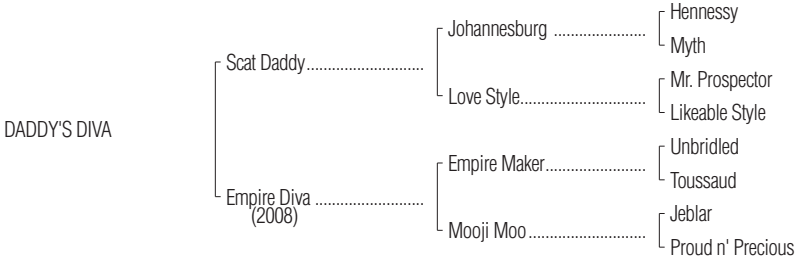 Hennessy
Johannesburg ........................
Myth
Scat Daddy..............................
Mr. Prospector
Love Style................................
Likeable Style
DADDY'S DIVA
Unbridled
Empire Maker..........................
Toussaud
Empire Diva ............................
(2008)
Jeblar
Mooji Moo..............................
Proud n' Precious